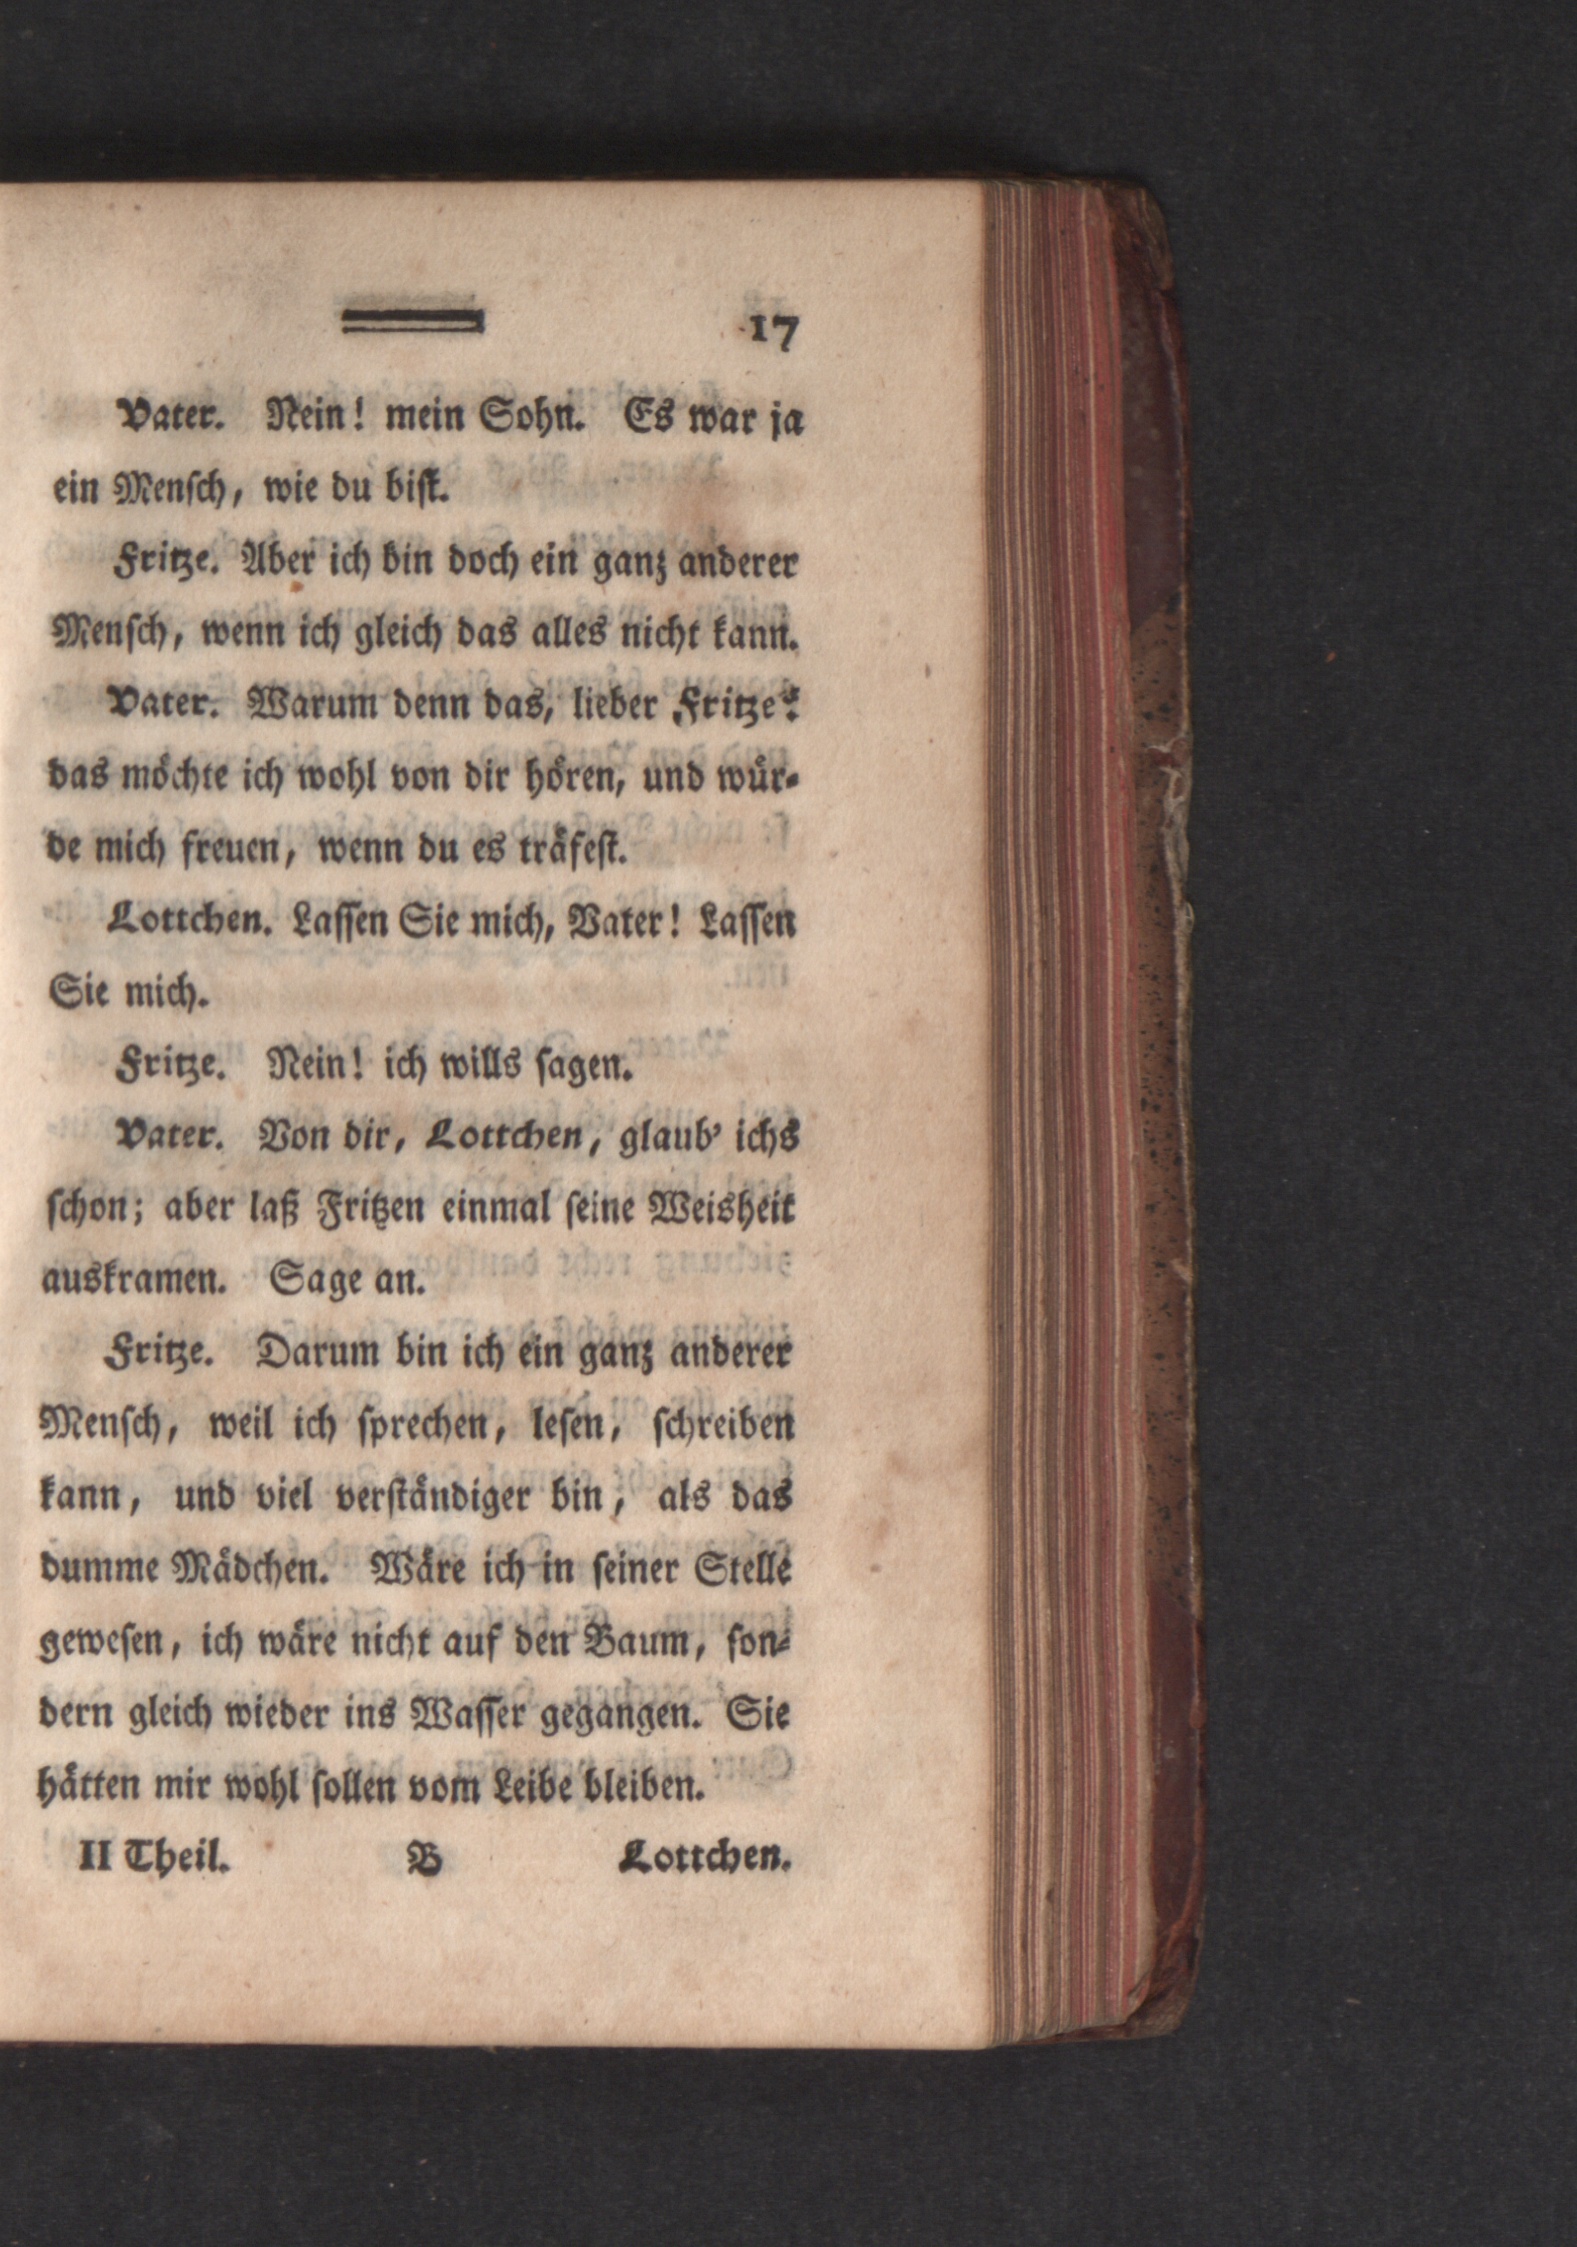 17
Vater. Nein! mein Sohn. Es war ja
ein Menſch, wie du biſt.
Fritze. Aber ich bin doch ein ganz anderer
Menſch, wenn ich gleich das alles nicht kann.
Vater. Warum denn das, lieber Fritze?
das möchte ich wohl von dir hören, und wür-
de mich freuen, wenn du es träfeſt.
Lottchen. Laſſen Sie mich, Vater! Laſſen
Sie mich.
Fritze. Nein! ich wills ſagen.
Vater. Von dir, Lottchen, glaub' ichs
ſchon; aber laß Fritzen einmal ſeine Weisheit
auskramen. Sage an.
Fritze. Darum bin ich ein ganz anderer
Menſch, weil ich ſprechen, leſen, ſchreiben
kann, und viel verſtändiger bin, als das
dumme Mädchen. Wäre ich in ſeiner Stelle
geweſen, ich wäre nicht auf den Baum, ſon-
dern gleich wieder ins Waſſer gegangen. Sie
hätten mir wohl ſollen vom Leibe bleiben.
II Theil. B Lottchen.